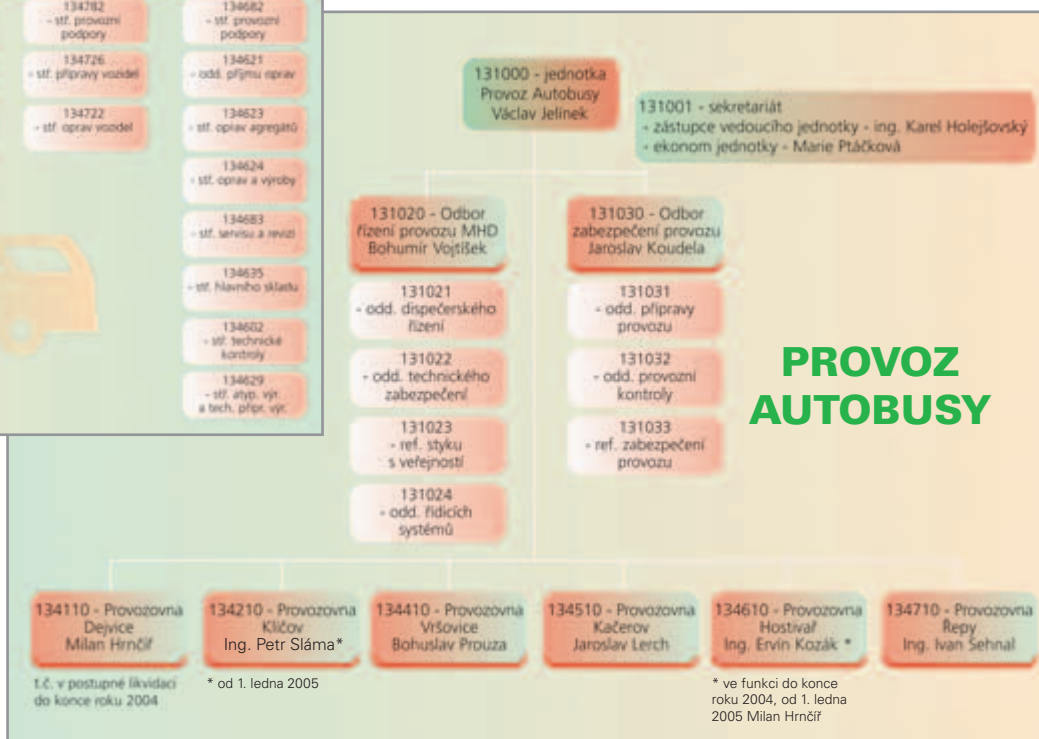 134782
- stř. provozní
podpory
134726
- stř. přípravy vozidel
134722
- stř. oprav vozidel
134682
- stř. provozní
podpory
134621
- odd. příjmu oprav
134623
- stř. oprav agregátů
134624
- stř. oprav a výroby
134683
- stř. servisu a revizí
134635
- stř. hlavního skladu
134602
- stř. technické
kontroly
134629
- stř. atyp. výr.
a tech. přípr. výr.
131000 - jednotka
Provoz Autobusy
Václav Jelínek
131001 - sekretariát
- zástupce vedoucího jednotky - ing. Karel Holejšovský
- ekonom jednotky - Marie Ptáčková
131020 - Odbor
řízení provozu MHD
Bohumír Vojtíšek
131021
- odd. dispečerského
řízení
131022
- odd. technického
zabezpečení
131023
- ref. styku
s veřejností
131024
- odd. řídicích
systémů
131030 - Odbor
zabezpečení provozu
Jaroslav Koudela
131031
- odd. přípravy
provozu
131032
- odd. provozní
kontroly
131033
- ref. zabezpečení
provozu
PROVOZ
AUTOBUSY
134110 - Provozovna
Dejvice
Milan Hrnčíř
t.č. v postupné likvidaci
do konce roku 2004
134210 - Provozovna
Klíčov
Ing. Petr Sláma*
* od 1. ledna 2005
134410 - Provozovna
Vršovice
Bohuslav Prouza
134510 - Provozovna
Kačerov
Jaroslav Lerch
134610 - Provozovna
Hostivař
Ing. Ervín Kozák *
* ve funkci do konce
roku 2004, od 1. ledna
2005 Milan Hrnčíř
134710 - Provozovna
Řepy
Ing. Ivan Šehnal